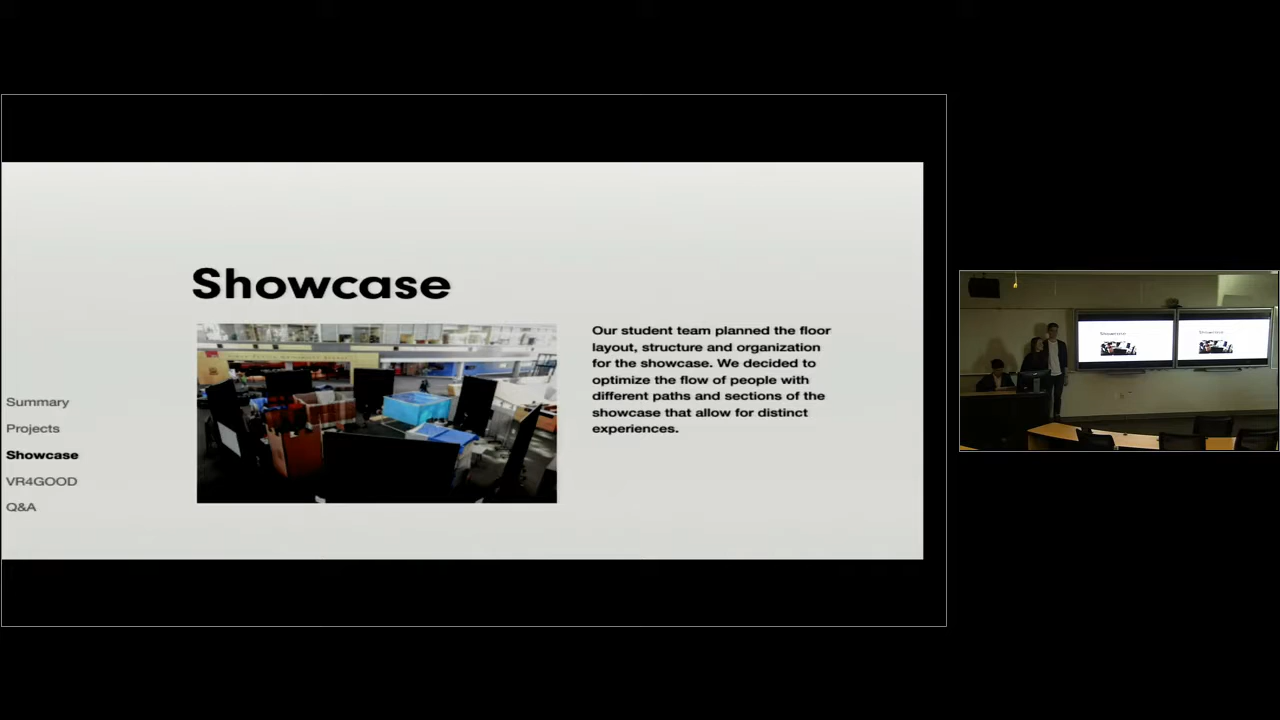 Showcase
Our student team planned the floor
layout, structure and organization
for the showcase. We decided to
optimize the flow of people with
different paths and sections of the
showcase that allow for distinct
experiences.
Summary
Projects
Showcase
VR4GOOD
Q&A
Showcase
Showcase